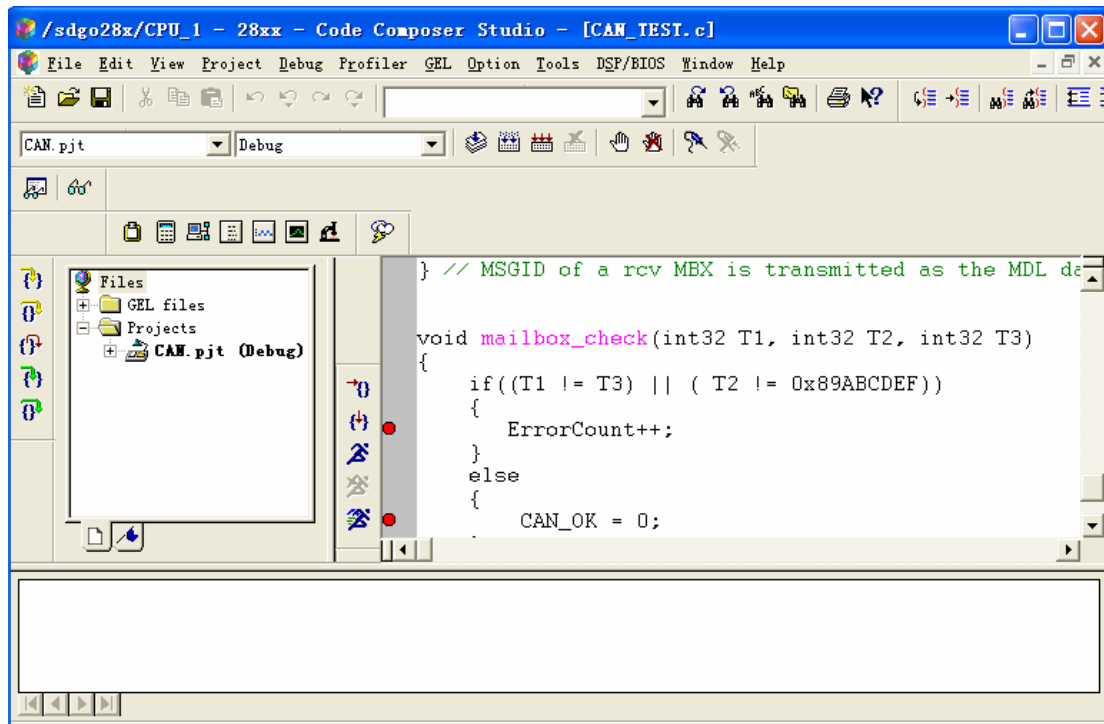 /sdgo28x/CPU_1 - 28xx - Code Composer Studio - [CAN_TEST.c]
File Edit View Project Debug Profiler GEL Option Tools DSP/BIOS Window Help
CAN.pjt Debug
Files
GEL files
Projects
CAN.pjt (Debug)
} // MSGID of a rcv MBX is transmitted as the MDL da
void mailbox_check(int32 T1, int32 T2, int32 T3)
{
if((T1 != T3) || ( T2 != 0x89ABCDEF))
{
ErrorCount++;
}
else
{
CAN_OK = 0;